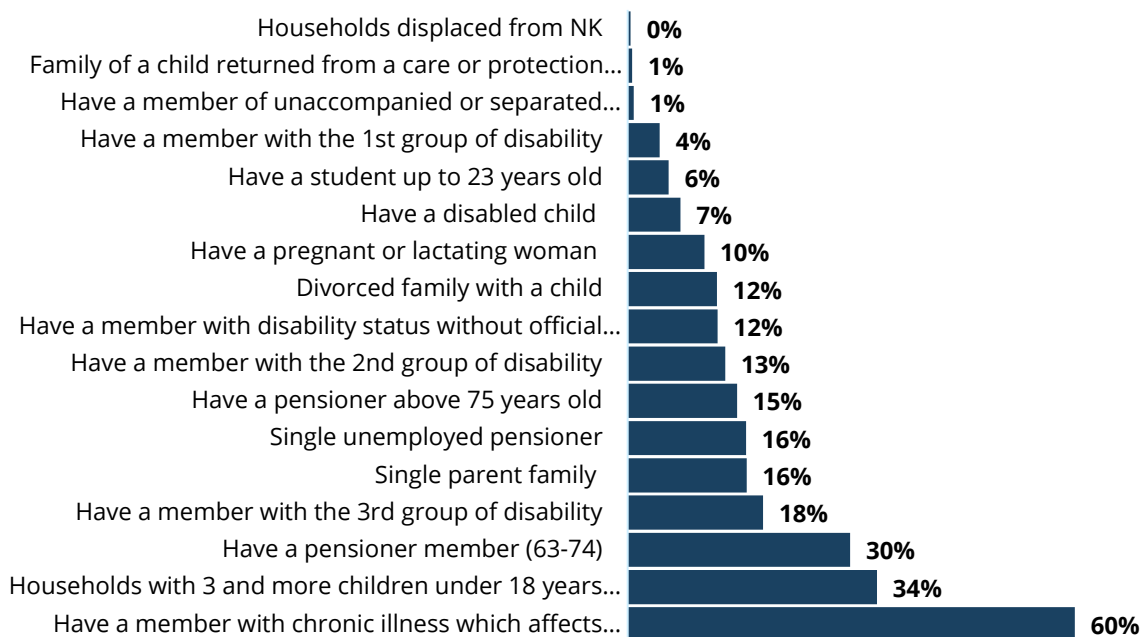 Households displaced from NK 0%
Family of a child returned from a care or protection... 1%
Have a member of unaccompanied or separated... 1%
Have a member with the 1st group of disability 4%
Have a student up to 23 years old 6%
Have a disabled child 7%
Have a pregnant or lactating woman 10%
Divorced family with a child 12%
Have a member with disability status without official... 12%
Have a member with the 2nd group of disability 13%
Have a pensioner above 75 years old 15%
Single unemployed pensioner 16%
Single parent family 16%
Have a member with the 3rd group of disability 18%
Have a pensioner member (63-74) 30%
Households with 3 and more children under 18 years... 34%
Have a member with chronic illness which affects... 60%